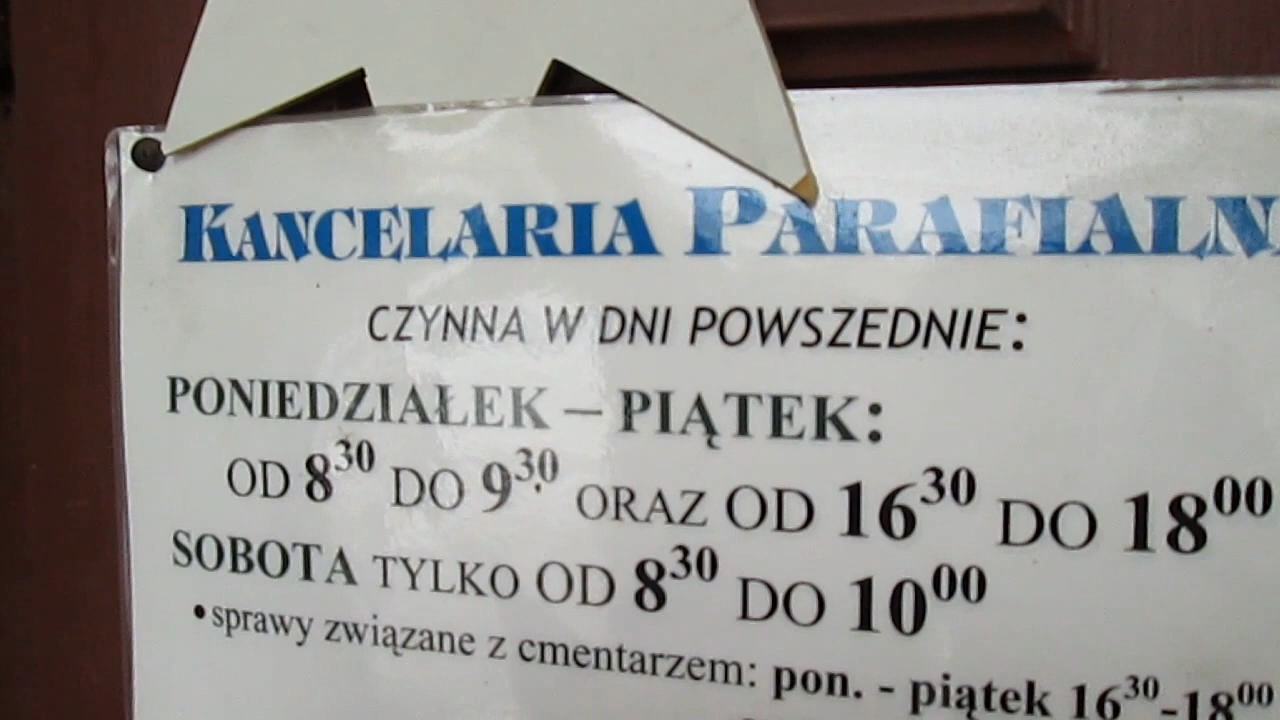 KANCELARIA PARAFIALN
CZYNNA W DNI POWSZEDNIE:
PONIEDZIAŁEK – PIĄTEK:
OD 8³⁰ DO 9³⁰ ORAZ OD 16³⁰ DO 18⁰⁰
SOBOTA TYLKO OD 8³⁰ DO 10⁰⁰
• sprawy związane z cmentarzem: pon. - piątek 16³⁰-18⁰⁰